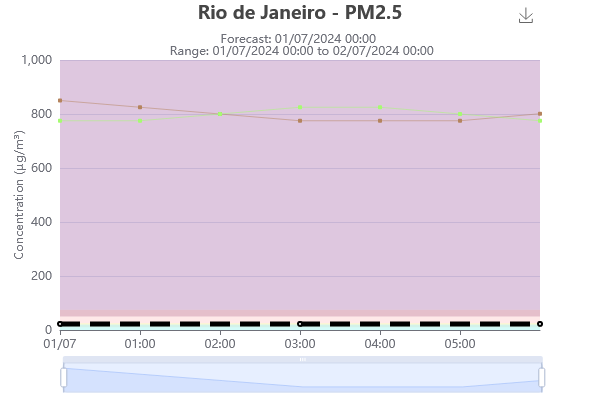 Rio de Janeiro - PM2.5
Forecast: 01/07/2024 00:00
Range: 01/07/2024 00:00 to 02/07/2024 00:00
Concentration (µg/m³)
1,000
800
600
400
200
0
01/07 01:00 02:00 03:00 04:00 05:00